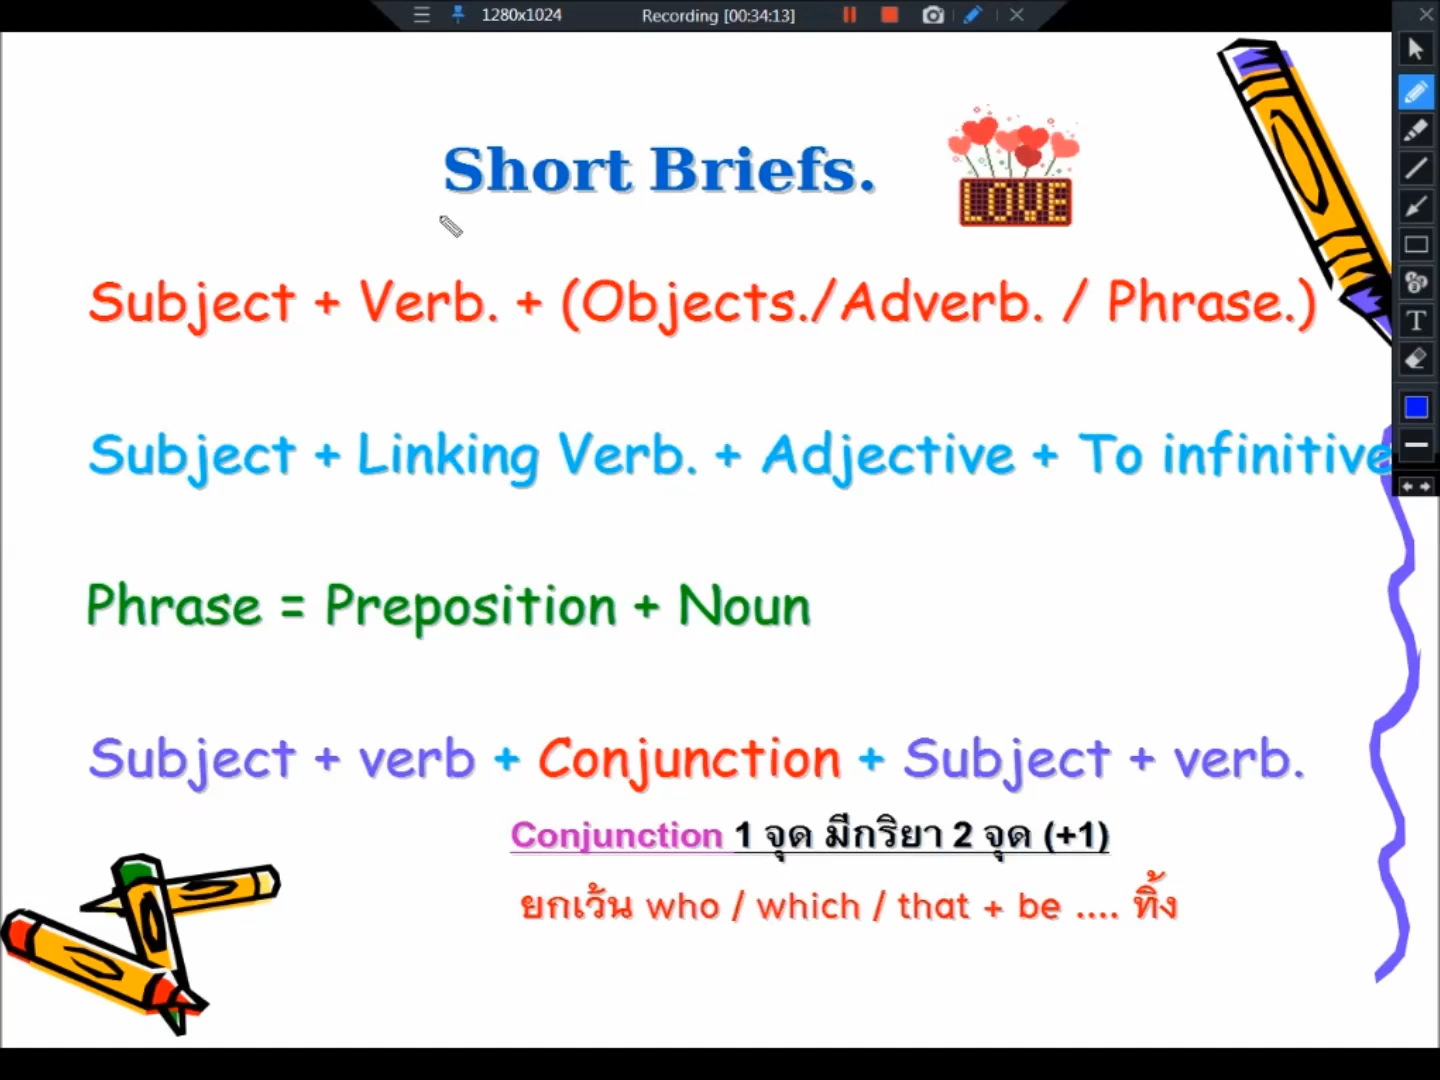 1280x1024 Recording [00:34:13]
Short Briefs.
LOVE
Subject + Verb. + (Objects./Adverb. / Phrase.)
Subject + Linking Verb. + Adjective + To infinitive
Phrase = Preposition + Noun
Subject + verb + Conjunction + Subject + verb.
Conjunction 1 จุด มีกริยา 2 จุด (+1)
ยกเว้น who / which / that + be .... ทิ้ง
T